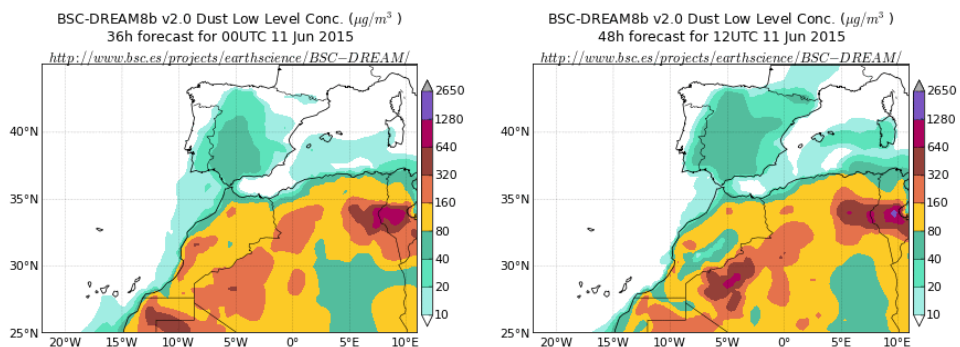 BSC-DREAM8b v2.0 Dust Low Level Conc. (μg/m³ )
36h forecast for 00UTC 11 Jun 2015
http://www.bsc.es/projects/earthscience/BSC−DREAM/
40°N
35°N
30°N
25°N
20°W
15°W
10°W
5°W
0°E
5°E
10°E
2650
1280
640
320
160
80
40
20
10
BSC-DREAM8b v2.0 Dust Low Level Conc. (μg/m³ )
48h forecast for 12UTC 11 Jun 2015
http://www.bsc.es/projects/earthscience/BSC−DREAM/
40°N
35°N
30°N
25°N
20°W
15°W
10°W
5°W
0°E
5°E
10°E
2650
1280
640
320
160
80
40
20
10